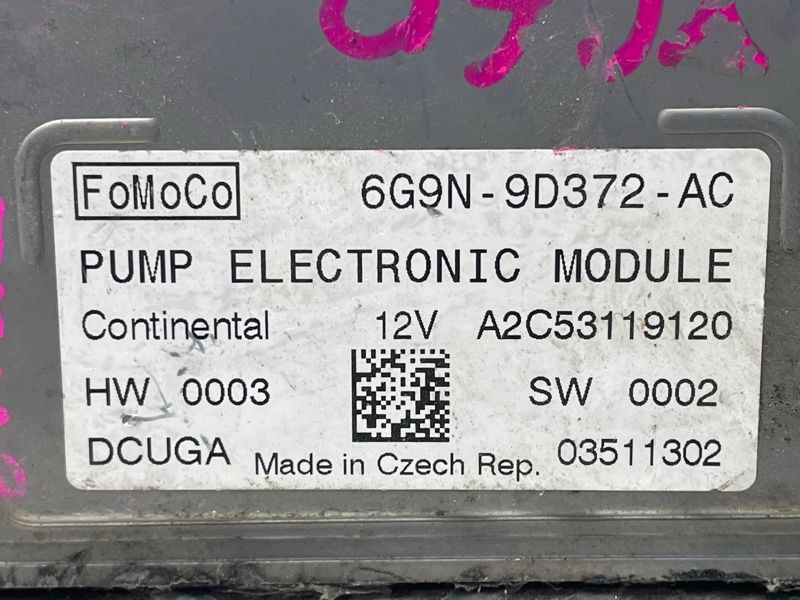 FoMoCo 6G9N-9D372-AC
PUMP ELECTRONIC MODULE
Continental 12V A2C53119120
HW 0003 SW 0002
DCUGA Made in Czech Rep. 03511302